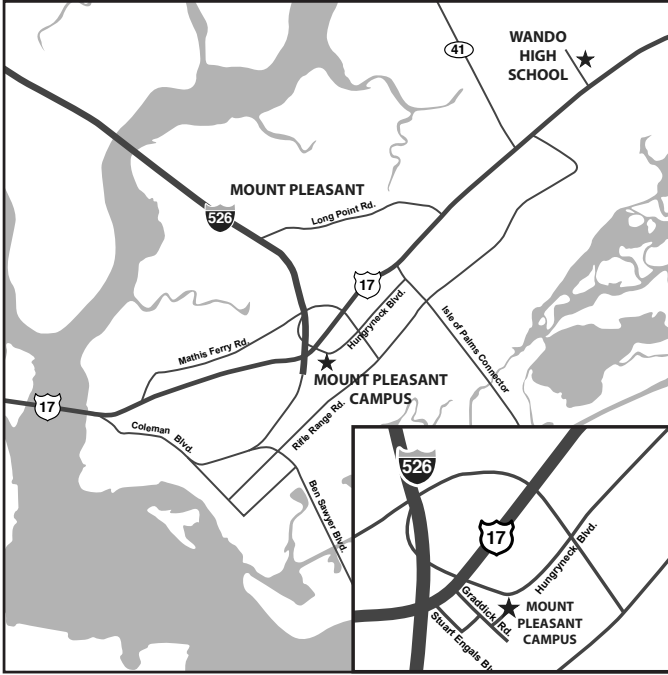 41
WANDO
HIGH
SCHOOL
MOUNT PLEASANT
526
Long Point Rd.
17
Hungryneck Blvd.
Isle of Palms Connector
Mathis Ferry Rd.
MOUNT PLEASANT
CAMPUS
17
Coleman Blvd.
Rifle Range Rd.
Ben Sawyer Blvd.
526
17
Hungryneck Blvd.
Graddick Rd.
MOUNT
PLEASANT
CAMPUS
Stuart Engals